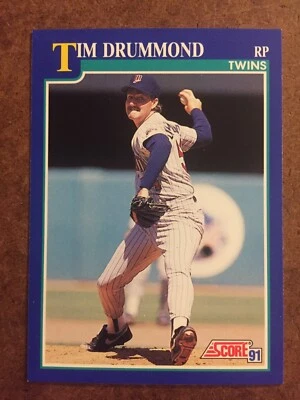 TIM DRUMMOND RP
TWINS
SCORE 91